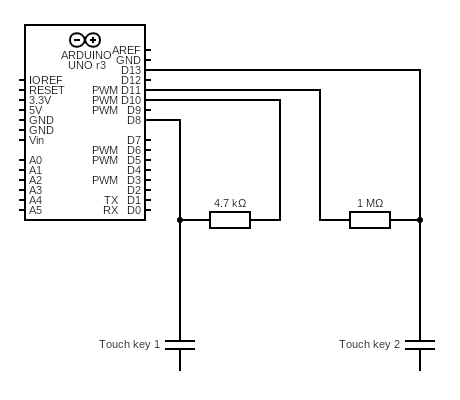 ARDUINO
UNO r3
AREF
GND
D13
IOREF D12
RESET PWM D11
3.3V PWM D10
5V PWM D9
GND D8
GND
Vin D7
PWM D6
A0 PWM D5
A1 D4
A2 PWM D3
A3 D2
A4 TX D1
A5 RX D0
4.7 kΩ
1 MΩ
Touch key 1
Touch key 2